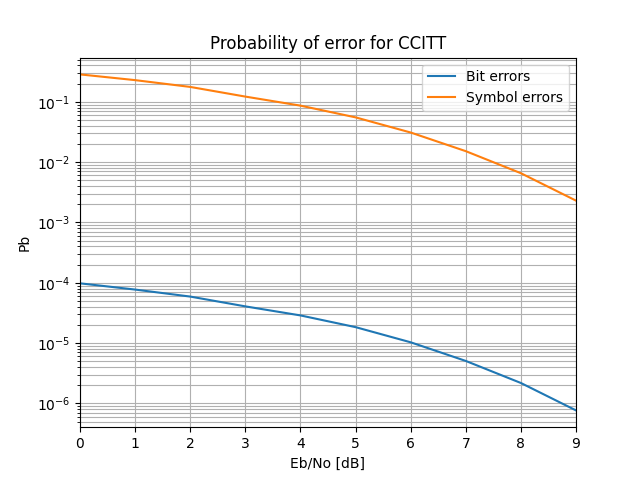 Probability of error for CCITT
Bit errors
Symbol errors
10⁻¹
10⁻²
10⁻³
10⁻⁴
10⁻⁵
10⁻⁶
Pb
0 1 2 3 4 5 6 7 8 9
Eb/No [dB]